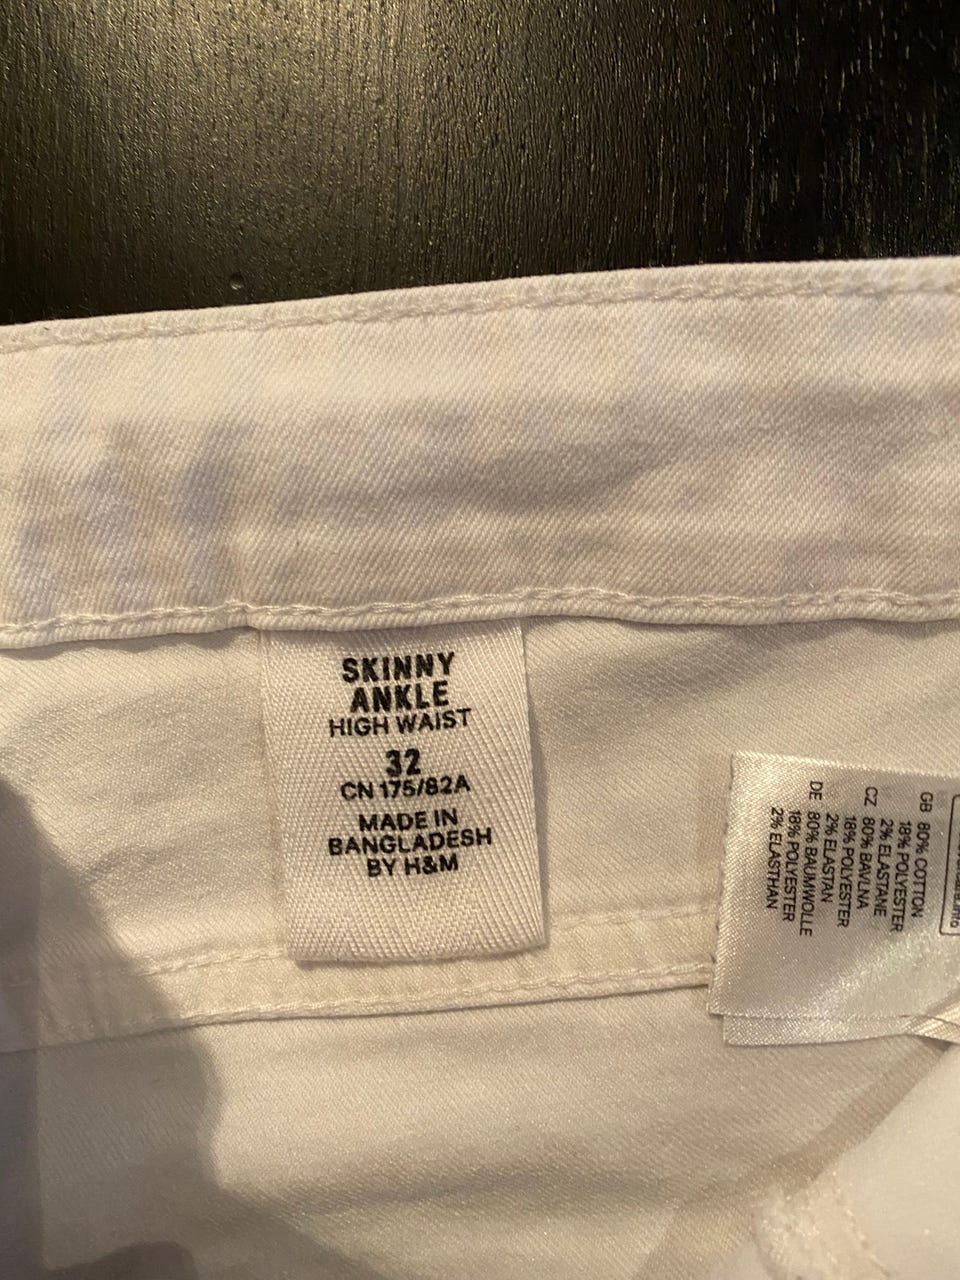 SKINNY
ANKLE
HIGH WAIST
32
CN 175/82A
MADE IN
BANGLADESH
BY H&M
GB 80% COTTON
18% POLYESTER
2% ELASTANE
CZ 80% BAVLNA
18% POLYESTER
2% ELASTAN
DE 80% BAUMWOLLE
18% POLYESTER
2% ELASTHAN